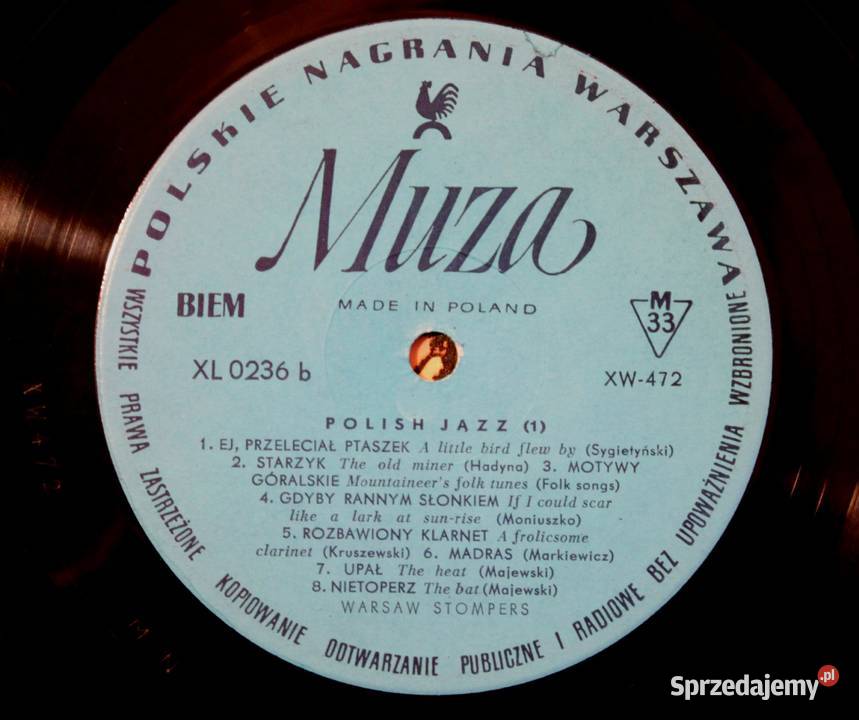 POLSKIE NAGRANIA WARSZAWA
Muza
BIEM
MADE IN POLAND
M
33
XL 0236 b
XW-472
POLISH JAZZ (1)
1. EJ, PRZELECIAŁ PTASZEK A little bird flew by (Sygietyński)
2. STARZYK The old miner (Hadyna) 3. MOTYWY
GÓRALSKIE Mountaineer's folk tunes (Folk songs)
4. GDYBY RANNYM SŁONKIEM If I could scar
like a lark at sun-rise (Moniuszko)
5. ROZBAWIONY KLARNET A frolicsome
clarinet (Kruszewski) 6. MADRAS (Markiewicz)
7. UPAŁ The heat (Majewski)
8. NIETOPERZ The bat (Majewski)
WARSAW STOMPERS
WSZYSTKIE PRAWA ZASTRZEŻONE KOPIOWANIE ODTWARZANIE PUBLICZNE I RADIOWE BEZ UPOWAŻNIENIA WZBRONIONE
XW472
Sprzedajemy.pl